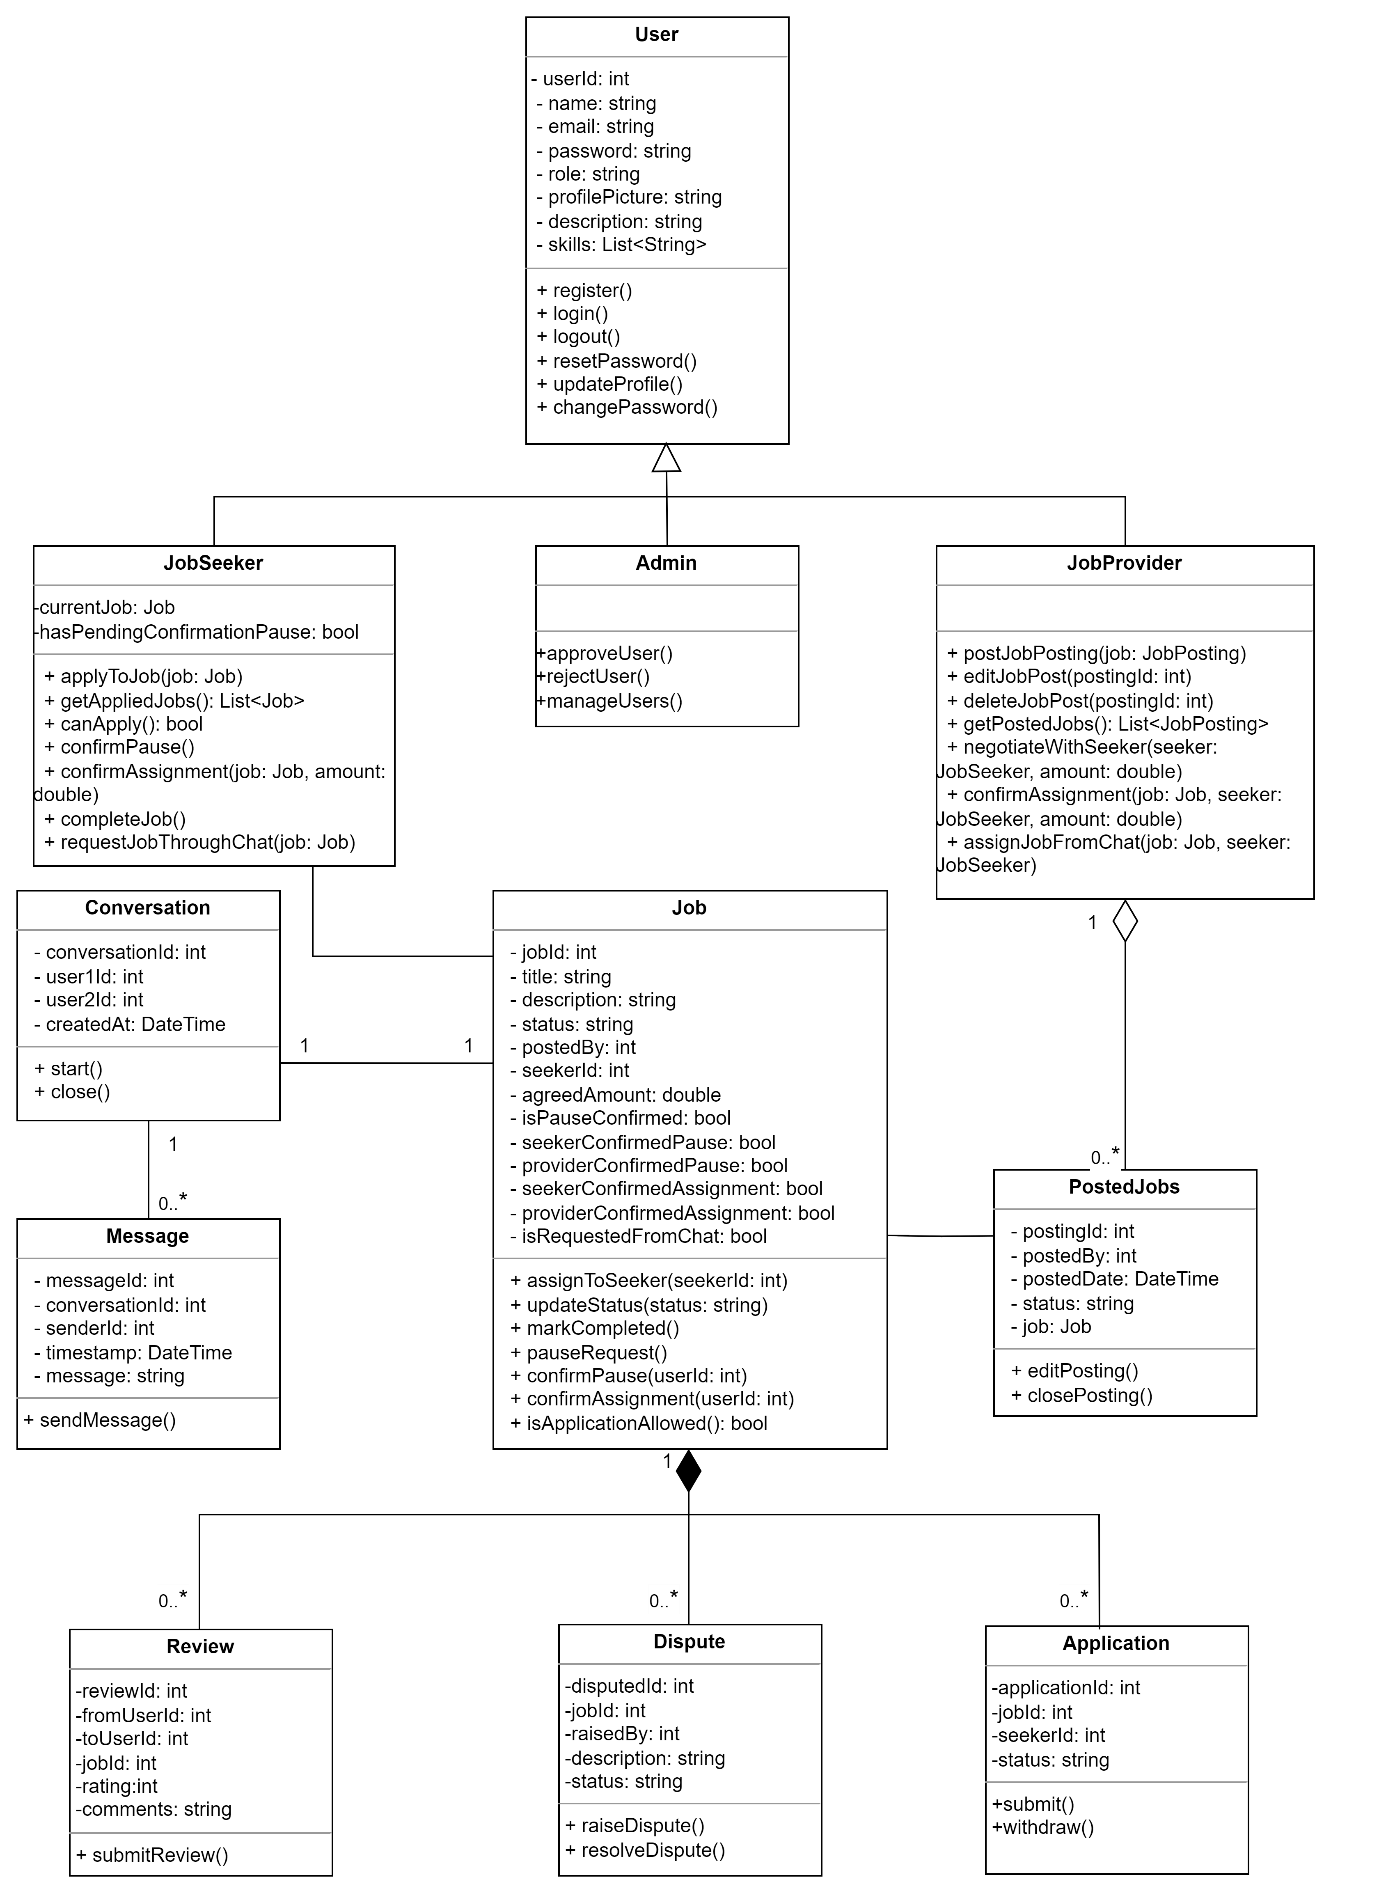 User
- userId: int
- name: string
- email: string
- password: string
- role: string
- profilePicture: string
- description: string
- skills: List<String>
+ register()
+ login()
+ logout()
+ resetPassword()
+ updateProfile()
+ changePassword()
JobSeeker
-currentJob: Job
-hasPendingConfirmationPause: bool
+ applyToJob(job: Job)
+ getAppliedJobs(): List<Job>
+ canApply(): bool
+ confirmPause()
+ confirmAssignment(job: Job, amount:
double)
+ completeJob()
+ requestJobThroughChat(job: Job)
Admin
+approveUser()
+rejectUser()
+manageUsers()
JobProvider
+ postJobPosting(job: JobPosting)
+ editJobPost(postingId: int)
+ deleteJobPost(postingId: int)
+ getPostedJobs(): List<JobPosting>
+ negotiateWithSeeker(seeker:
JobSeeker, amount: double)
+ confirmAssignment(job: Job, seeker:
JobSeeker, amount: double)
+ assignJobFromChat(job: Job, seeker:
JobSeeker)
1
0..*
Conversation
- conversationId: int
- user1Id: int
- user2Id: int
- createdAt: DateTime
+ start()
+ close()
1
1
1
0..*
Message
- messageId: int
- conversationId: int
- senderId: int
- timestamp: DateTime
- message: string
+ sendMessage()
Job
- jobId: int
- title: string
- description: string
- status: string
- postedBy: int
- seekerId: int
- agreedAmount: double
- isPauseConfirmed: bool
- seekerConfirmedPause: bool
- providerConfirmedPause: bool
- seekerConfirmedAssignment: bool
- providerConfirmedAssignment: bool
- isRequestedFromChat: bool
+ assignToSeeker(seekerId: int)
+ updateStatus(status: string)
+ markCompleted()
+ pauseRequest()
+ confirmPause(userId: int)
+ confirmAssignment(userId: int)
+ isApplicationAllowed(): bool
PostedJobs
- postingId: int
- postedBy: int
- postedDate: DateTime
- status: string
- job: Job
+ editPosting()
+ closePosting()
1
0..*
0..*
0..*
Review
-reviewId: int
-fromUserId: int
-toUserId: int
-jobId: int
-rating:int
-comments: string
+ submitReview()
Dispute
-disputedId: int
-jobId: int
-raisedBy: int
-description: string
-status: string
+ raiseDispute()
+ resolveDispute()
Application
-applicationId: int
-jobId: int
-seekerId: int
-status: string
+submit()
+withdraw()